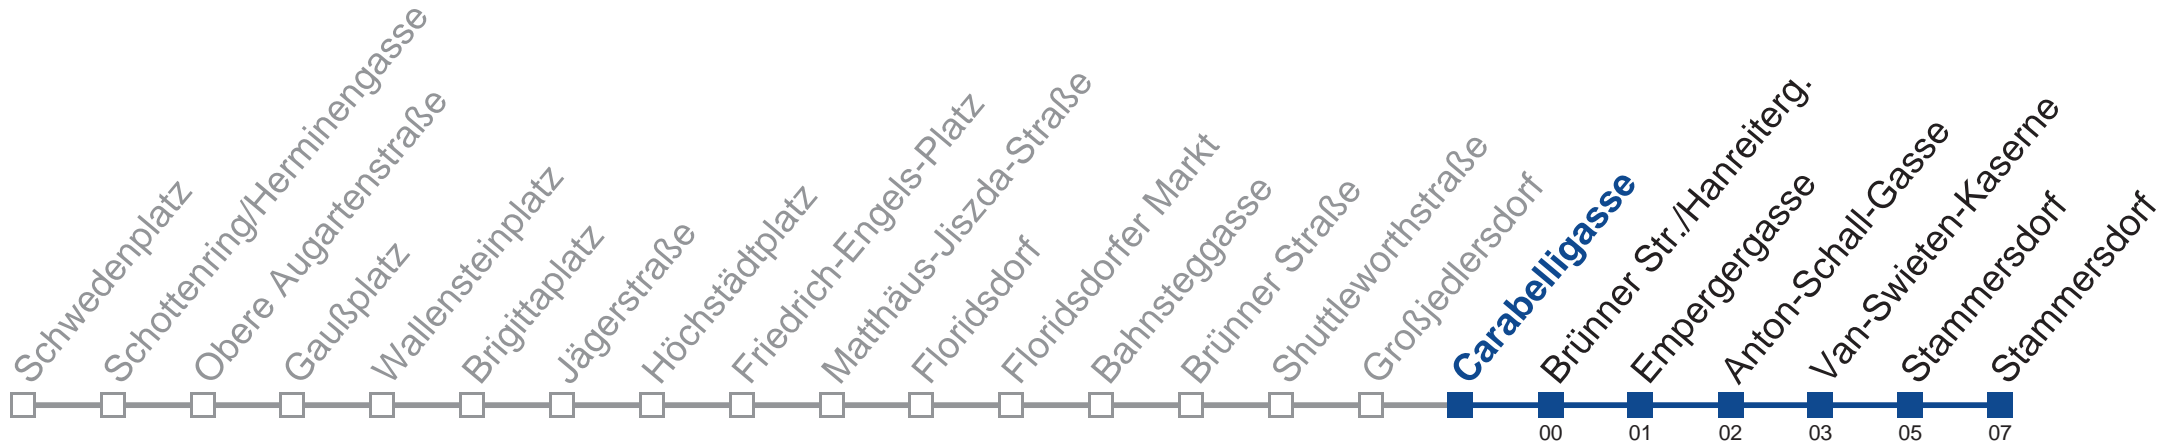 Schwedenplatz
Schottenring/Herminengasse
Obere Augartenstraße
Gaußplatz
Wallensteinplatz
Brigittaplatz
Jägerstraße
Höchstädtplatz
Friedrich-Engels-Platz
Matthäus-Jiszda-Straße
Floridsdorf
Floridsdorfer Markt
Bahnsteggasse
Brünner Straße
Shuttleworthstraße
Großjedlersdorf
Carabelligasse
Brünner Str./Hanreiterg.
Empergergasse
Anton-Schall-Gasse
Van-Swieten-Kaserne
Stammersdorf
Stammersdorf
00 01 02 03 05 07